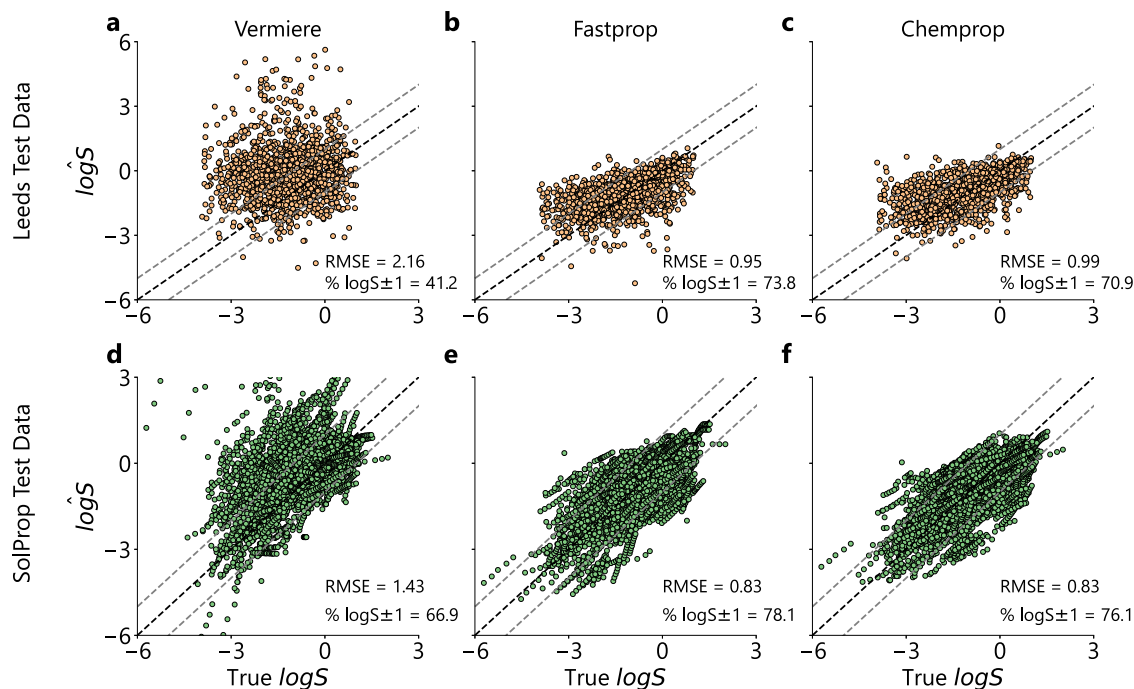 a Vermiere
b Fastprop
c Chemprop
Leeds Test Data
logŜ
6
3
0
−3
−6
RMSE = 2.16
% logS±1 = 41.2
RMSE = 0.95
% logS±1 = 73.8
RMSE = 0.99
% logS±1 = 70.9
−6 −3 0 3
−6 −3 0 3
−6 −3 0 3
d
e
f
SolProp Test Data
logŜ
3
0
−3
−6
RMSE = 1.43
% logS±1 = 66.9
RMSE = 0.83
% logS±1 = 78.1
RMSE = 0.83
% logS±1 = 76.1
−6 −3 0 3
−6 −3 0 3
−6 −3 0 3
True logS
True logS
True logS